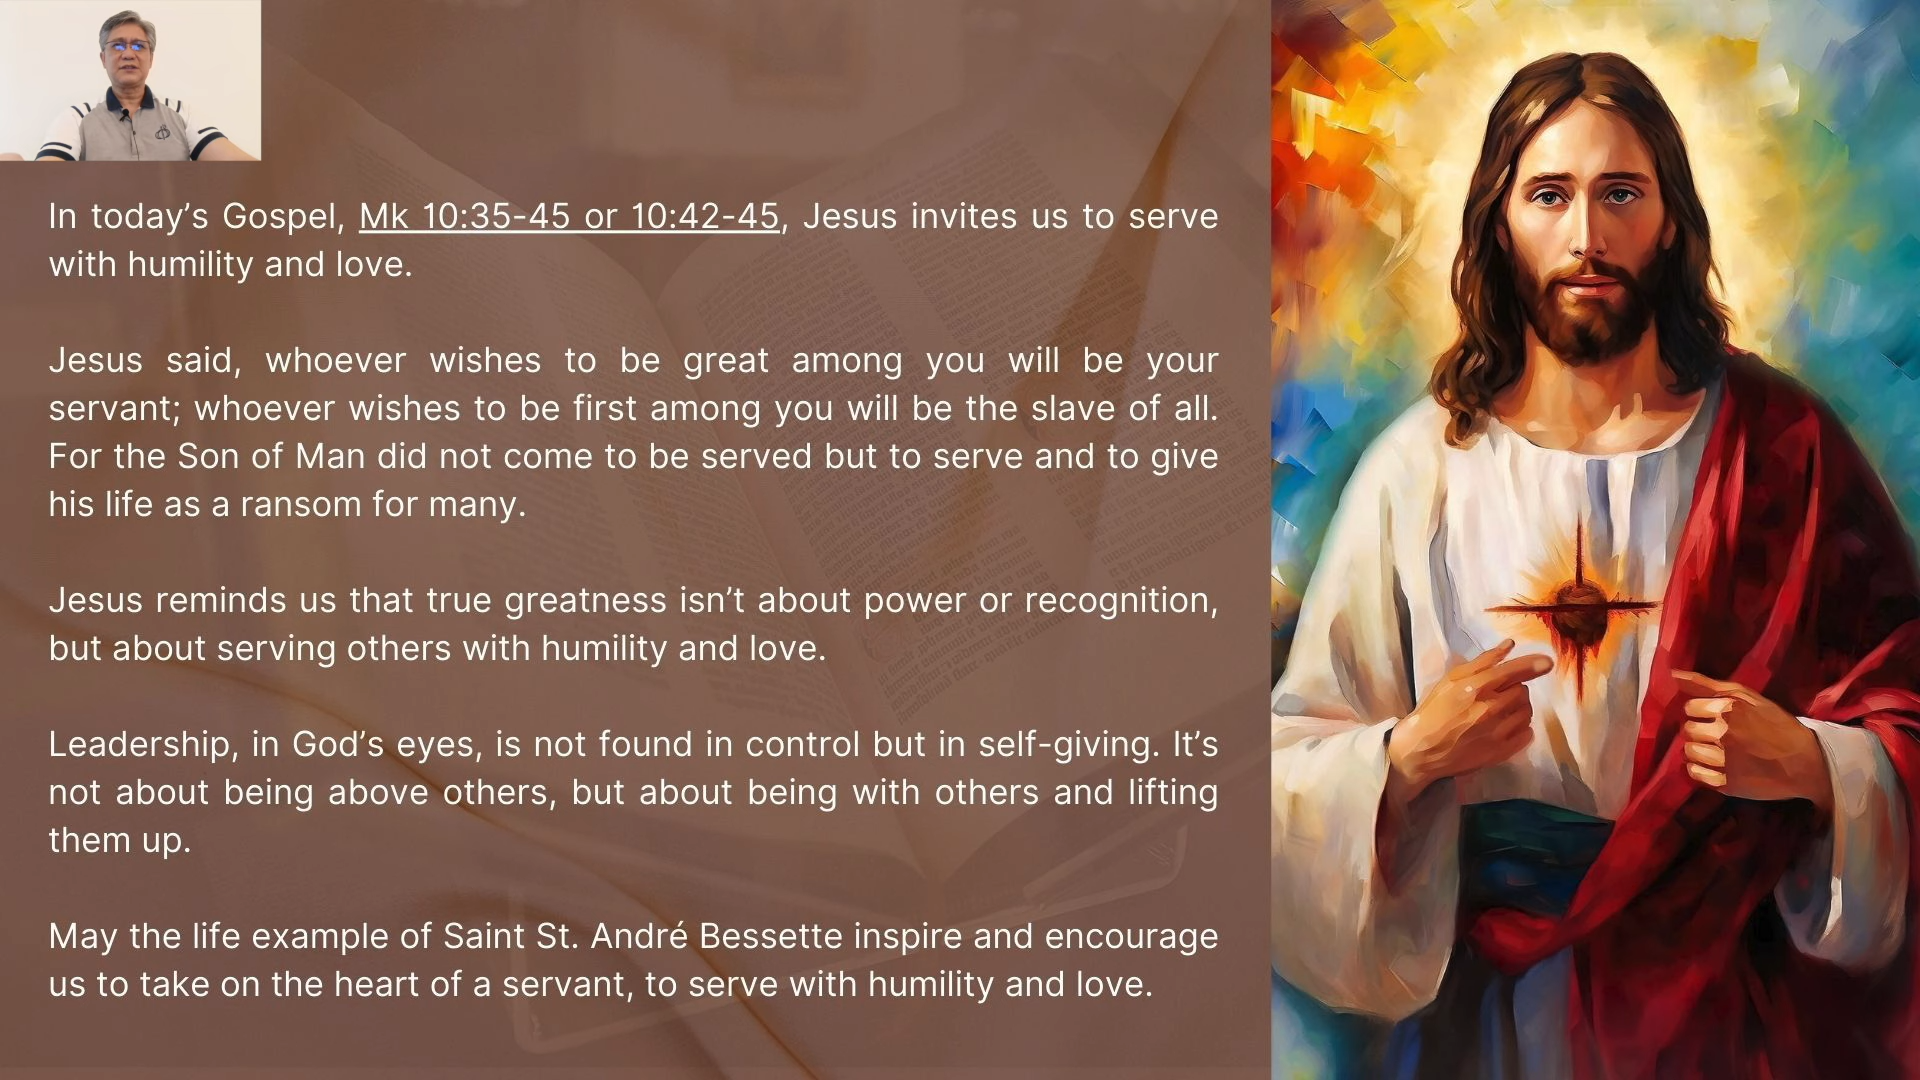 In today’s Gospel, Mk 10:35-45 or 10:42-45, Jesus invites us to serve
with humility and love.
Jesus said, whoever wishes to be great among you will be your
servant; whoever wishes to be first among you will be the slave of all.
For the Son of Man did not come to be served but to serve and to give
his life as a ransom for many.
Jesus reminds us that true greatness isn’t about power or recognition,
but about serving others with humility and love.
Leadership, in God’s eyes, is not found in control but in self-giving. It’s
not about being above others, but about being with others and lifting
them up.
May the life example of Saint St. André Bessette inspire and encourage
us to take on the heart of a servant, to serve with humility and love.